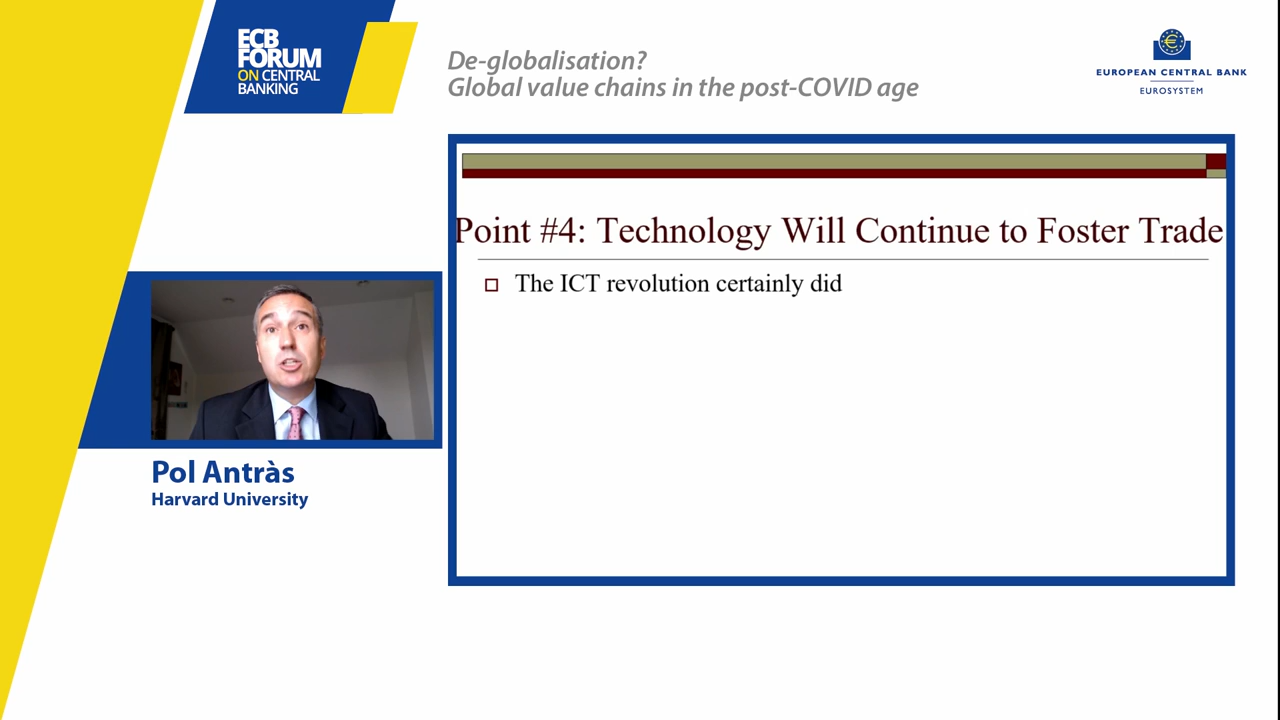 ECB
FORUM
ON CENTRAL
BANKING
De-globalisation?
Global value chains in the post-COVID age
EUROPEAN CENTRAL BANK
EUROSYSTEM
Point #4: Technology Will Continue to Foster Trade
The ICT revolution certainly did
Pol Antràs
Harvard University